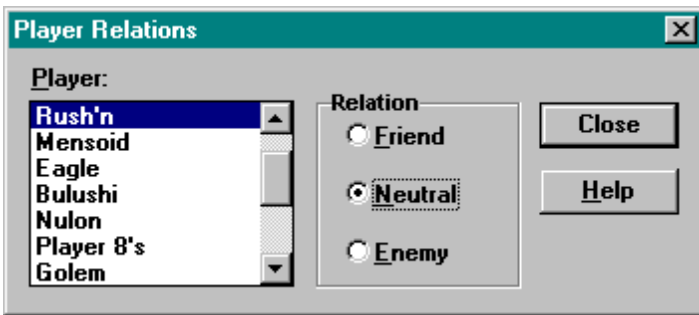 Player Relations
Player:
Rush'n
Mensoid
Eagle
Bulushi
Nulon
Player 8's
Golem
Relation
Friend
Neutral
Enemy
Close
Help